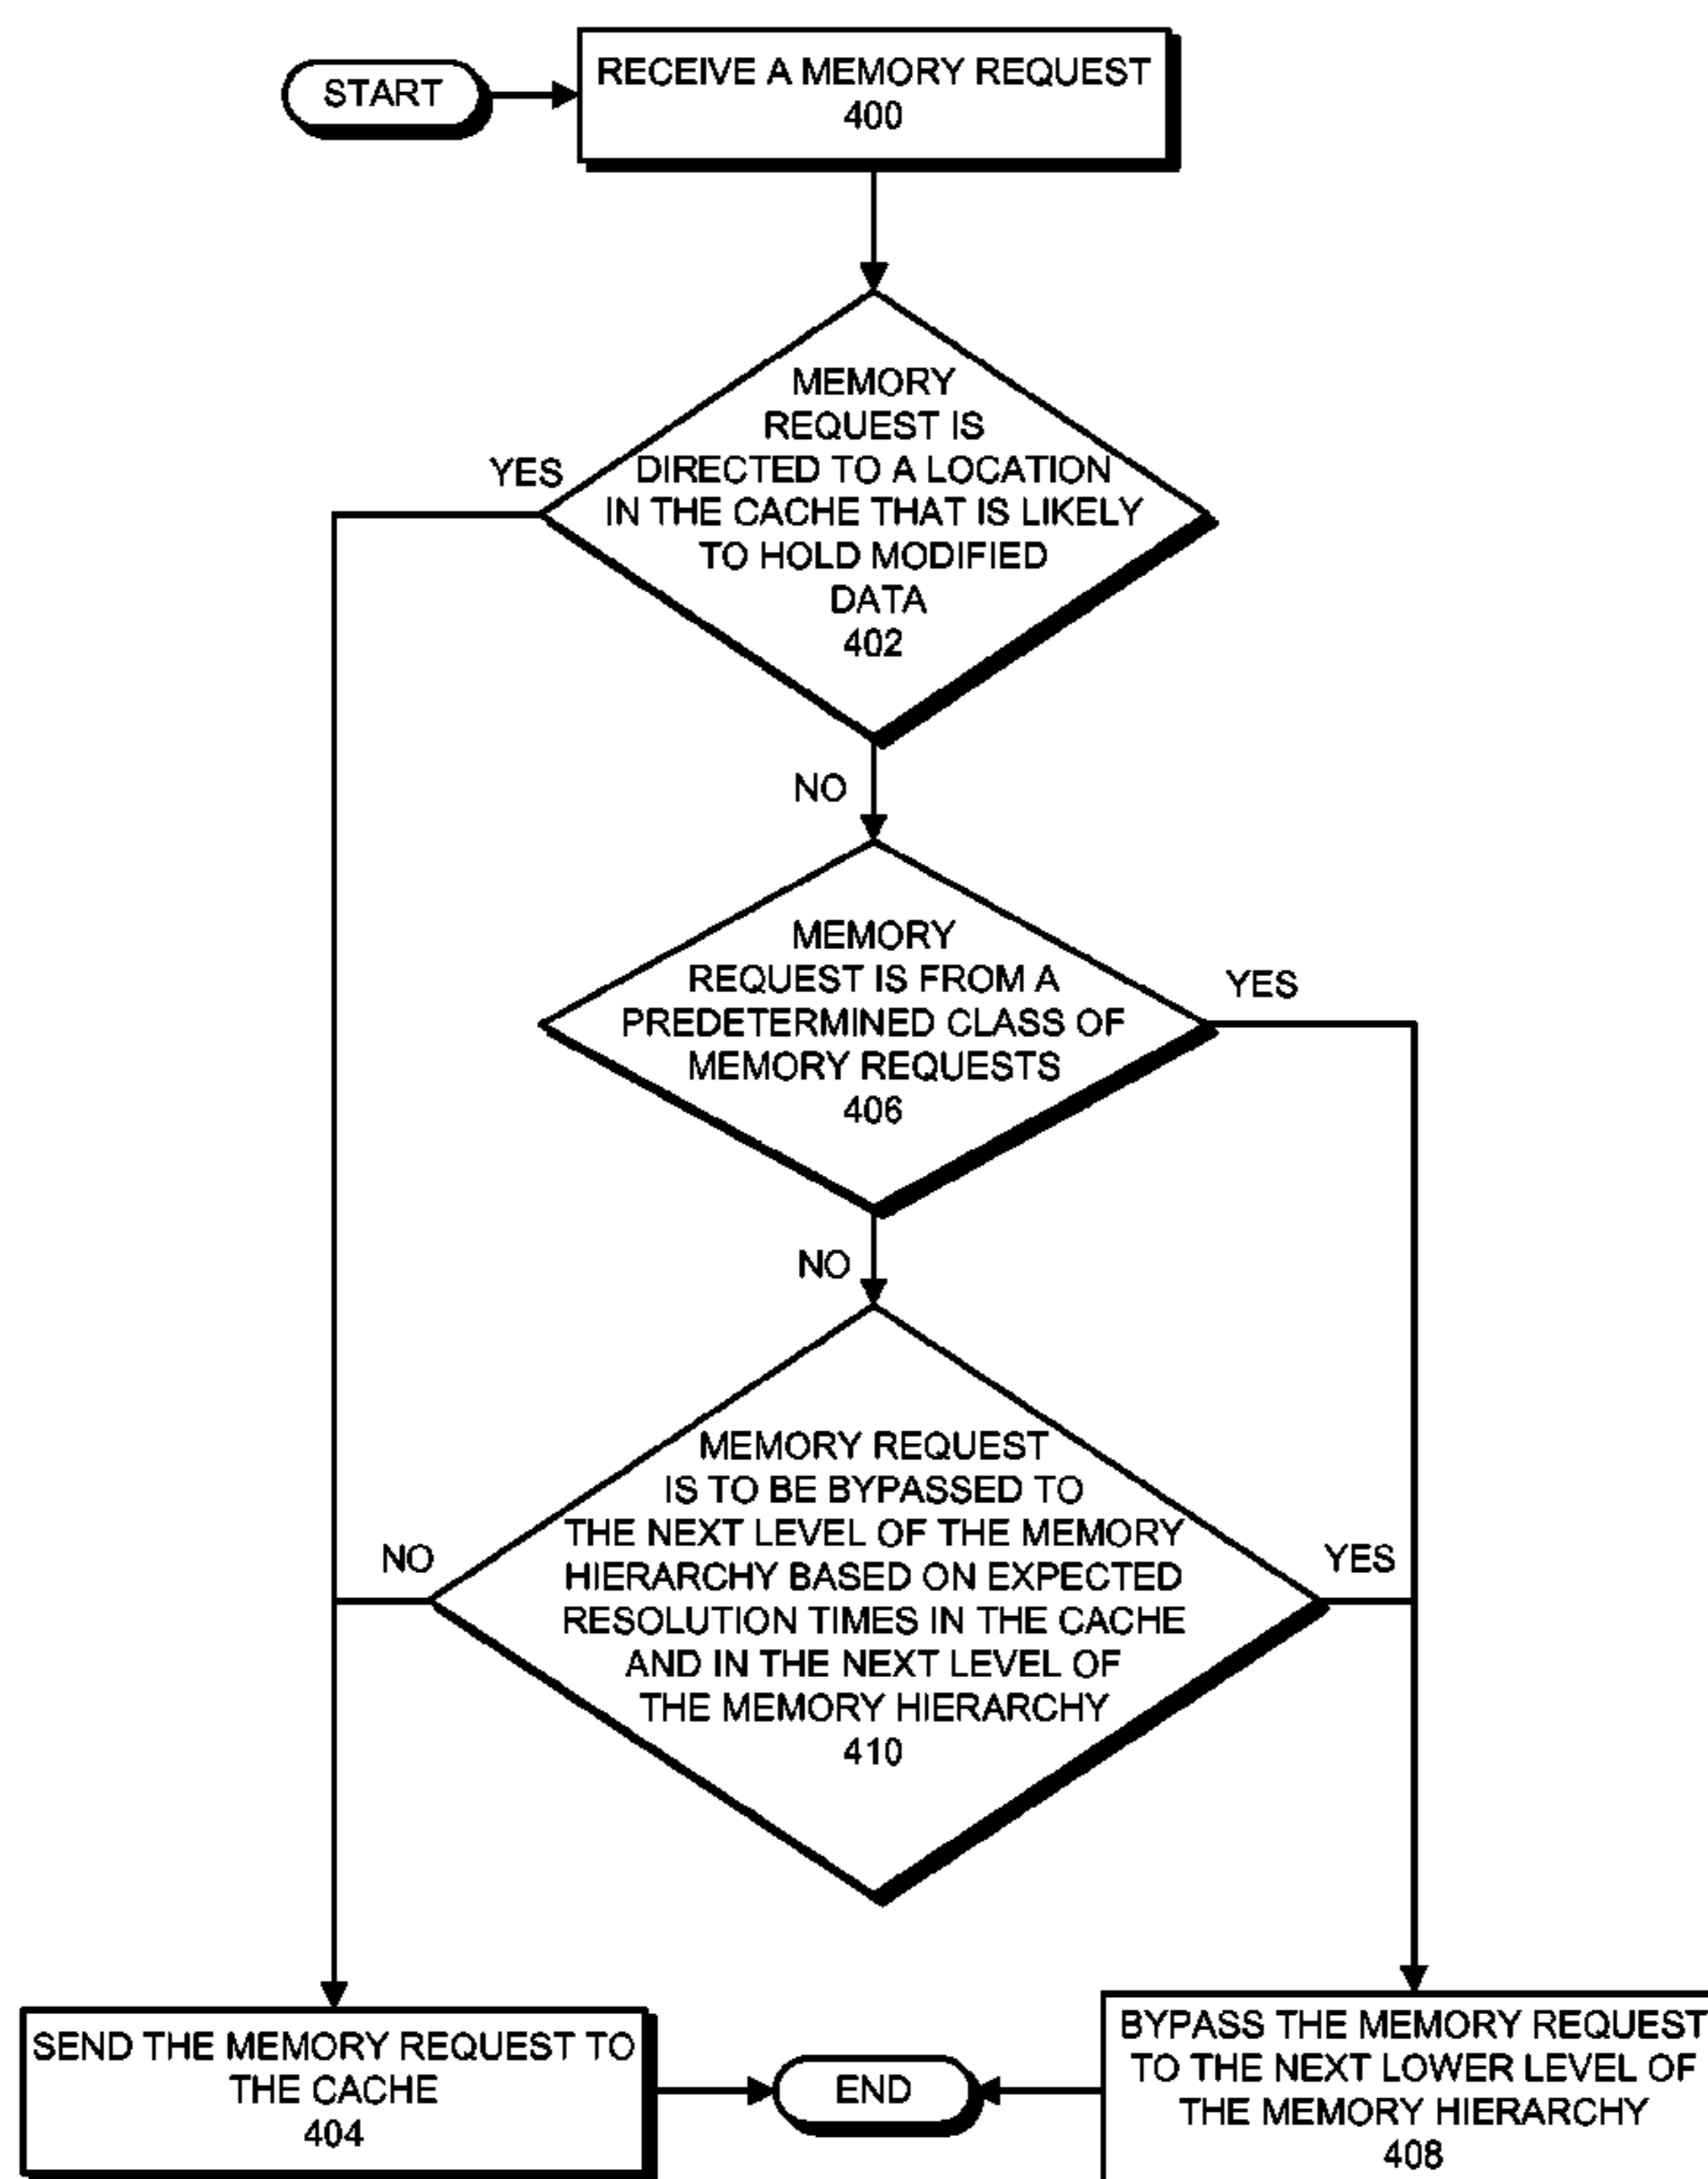 START
RECEIVE A MEMORY REQUEST
400
MEMORY
REQUEST IS
DIRECTED TO A LOCATION
IN THE CACHE THAT IS LIKELY
TO HOLD MODIFIED
DATA
402
YES
NO
MEMORY
REQUEST IS FROM A
PREDETERMINED CLASS OF
MEMORY REQUESTS
406
YES
NO
MEMORY REQUEST
IS TO BE BYPASSED TO
THE NEXT LEVEL OF THE MEMORY
HIERARCHY BASED ON EXPECTED
RESOLUTION TIMES IN THE CACHE
AND IN THE NEXT LEVEL OF
THE MEMORY HIERARCHY
410
NO
YES
SEND THE MEMORY REQUEST TO
THE CACHE
404
END
BYPASS THE MEMORY REQUEST
TO THE NEXT LOWER LEVEL OF
THE MEMORY HIERARCHY
408